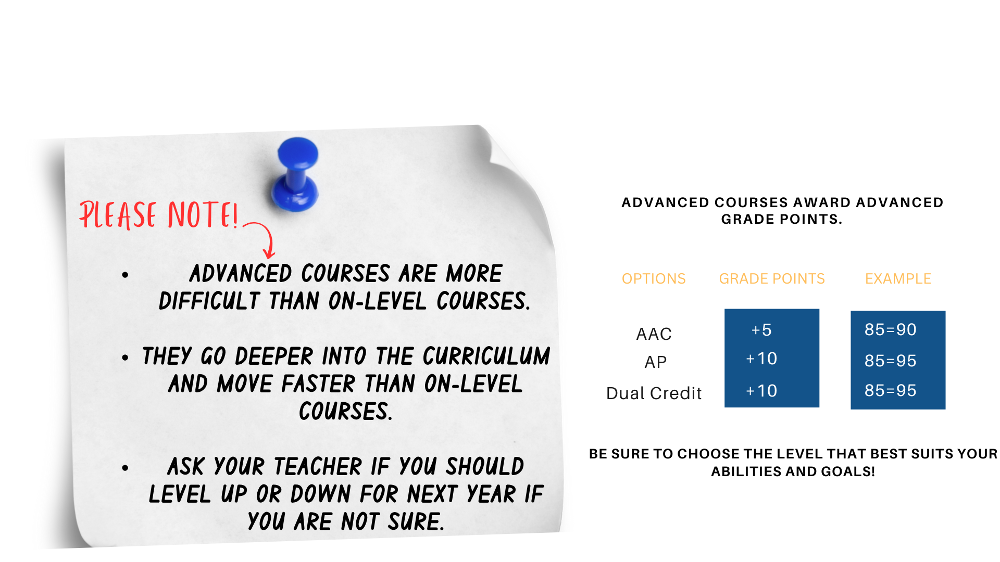 PLEASE NOTE!
• ADVANCED COURSES ARE MORE
DIFFICULT THAN ON-LEVEL COURSES.
• THEY GO DEEPER INTO THE CURRICULUM
AND MOVE FASTER THAN ON-LEVEL
COURSES.
• ASK YOUR TEACHER IF YOU SHOULD
LEVEL UP OR DOWN FOR NEXT YEAR IF
YOU ARE NOT SURE.
ADVANCED COURSES AWARD ADVANCED
GRADE POINTS.
OPTIONS GRADE POINTS EXAMPLE
AAC +5 85=90
AP +10 85=95
Dual Credit +10 85=95
BE SURE TO CHOOSE THE LEVEL THAT BEST SUITS YOUR
ABILITIES AND GOALS!